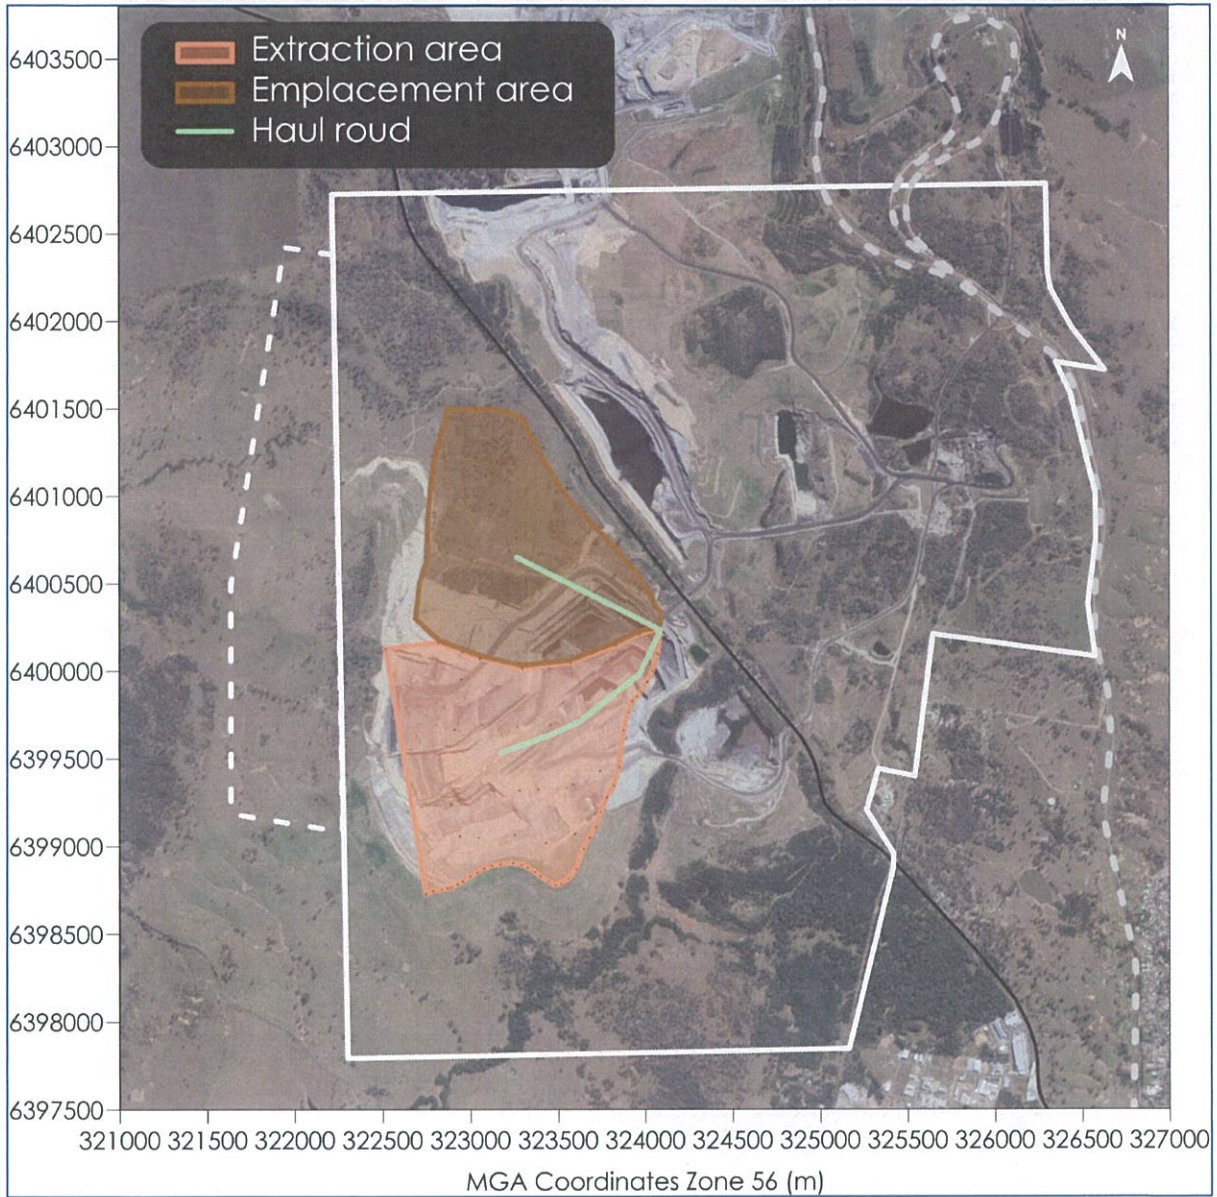 Extraction area
Emplacement area
Haul roud
N
6403500
6403000
6402500
6402000
6401500
6401000
6400500
6400000
6399500
6399000
6398500
6398000
6397500
321000 321500 322000 322500 323000 323500 324000 324500 325000 325500 326000 326500 327000
MGA Coordinates Zone 56 (m)